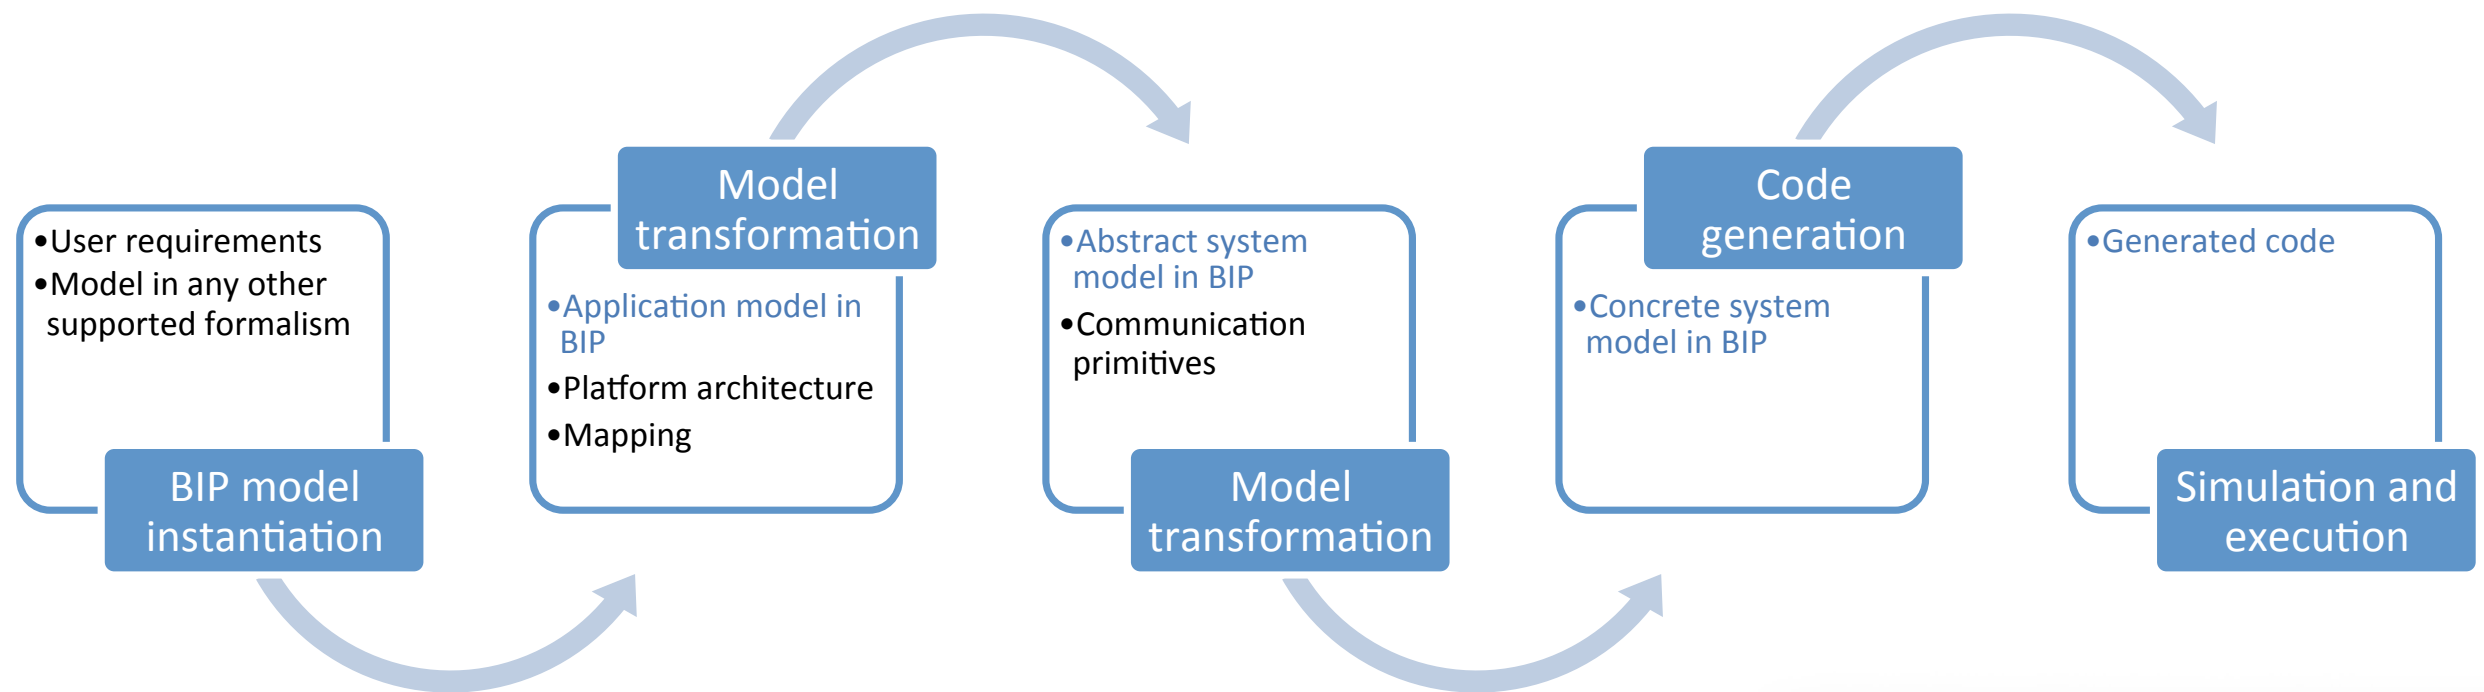 •User requirements
•Model in any other
supported formalism
BIP model
instantiation
Model
transformation
•Application model in
BIP
•Platform architecture
•Mapping
•Abstract system
model in BIP
•Communication
primitives
Model
transformation
Code
generation
•Concrete system
model in BIP
•Generated code
Simulation and
execution